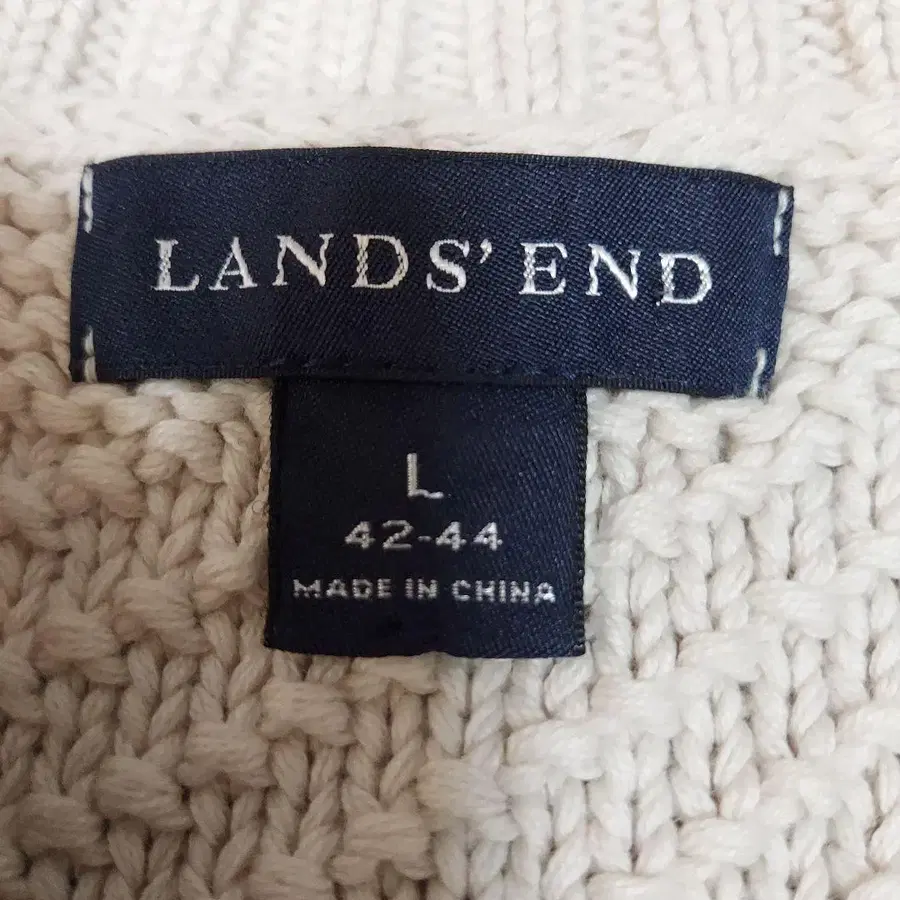 LANDS' END
L
42-44
MADE IN CHINA